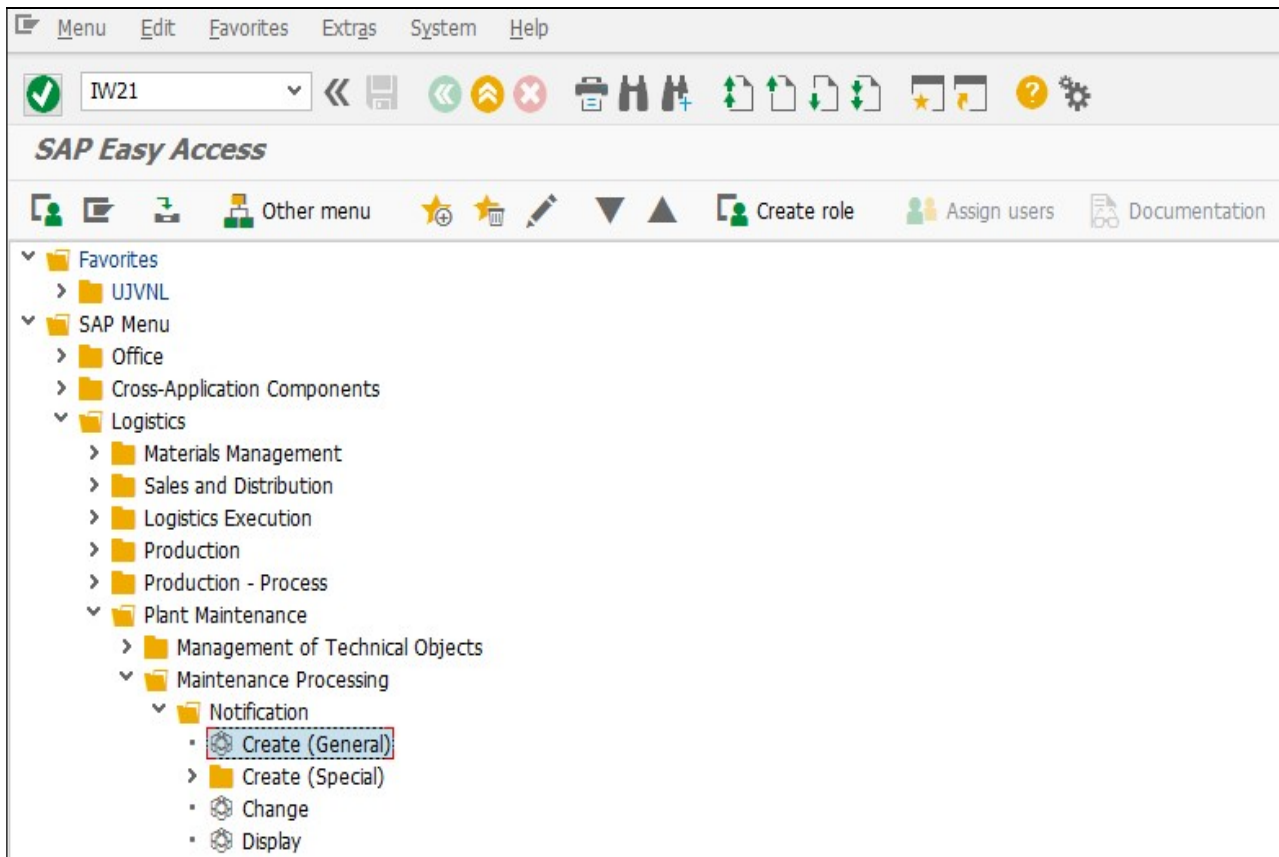 Menu Edit Favorites Extras System Help
IW21
SAP Easy Access
Other menu Create role Assign users Documentation
Favorites
UJVNL
SAP Menu
Office
Cross-Application Components
Logistics
Materials Management
Sales and Distribution
Logistics Execution
Production
Production - Process
Plant Maintenance
Management of Technical Objects
Maintenance Processing
Notification
Create (General)
Create (Special)
Change
Display